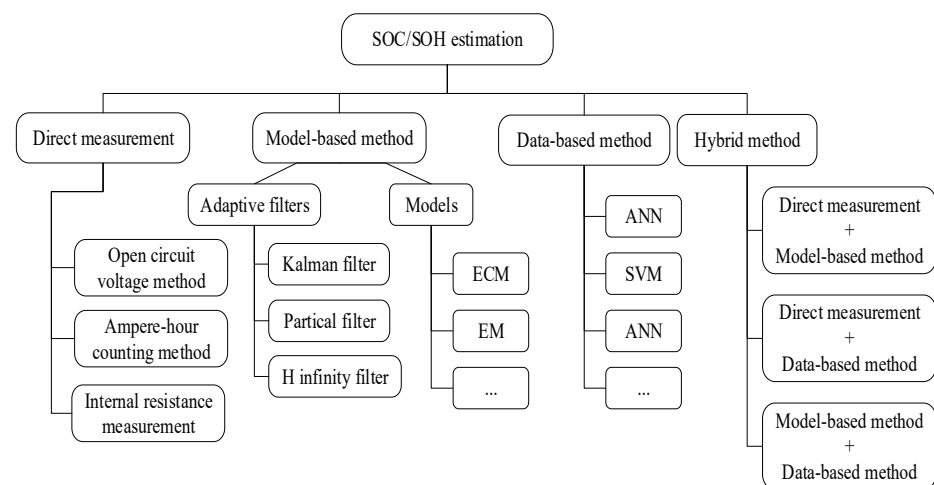 SOC/SOH estimation
Direct measurement
Model-based method
Data-based method
Hybrid method
Open circuit
voltage method
Ampere-hour
counting method
Internal resistance
measurement
Adaptive filters
Kalman filter
Partical filter
H infinity filter
Models
ECM
EM
...
ANN
SVM
ANN
...
Direct measurement
+
Model-based method
Direct measurement
+
Data-based method
Model-based method
+
Data-based method